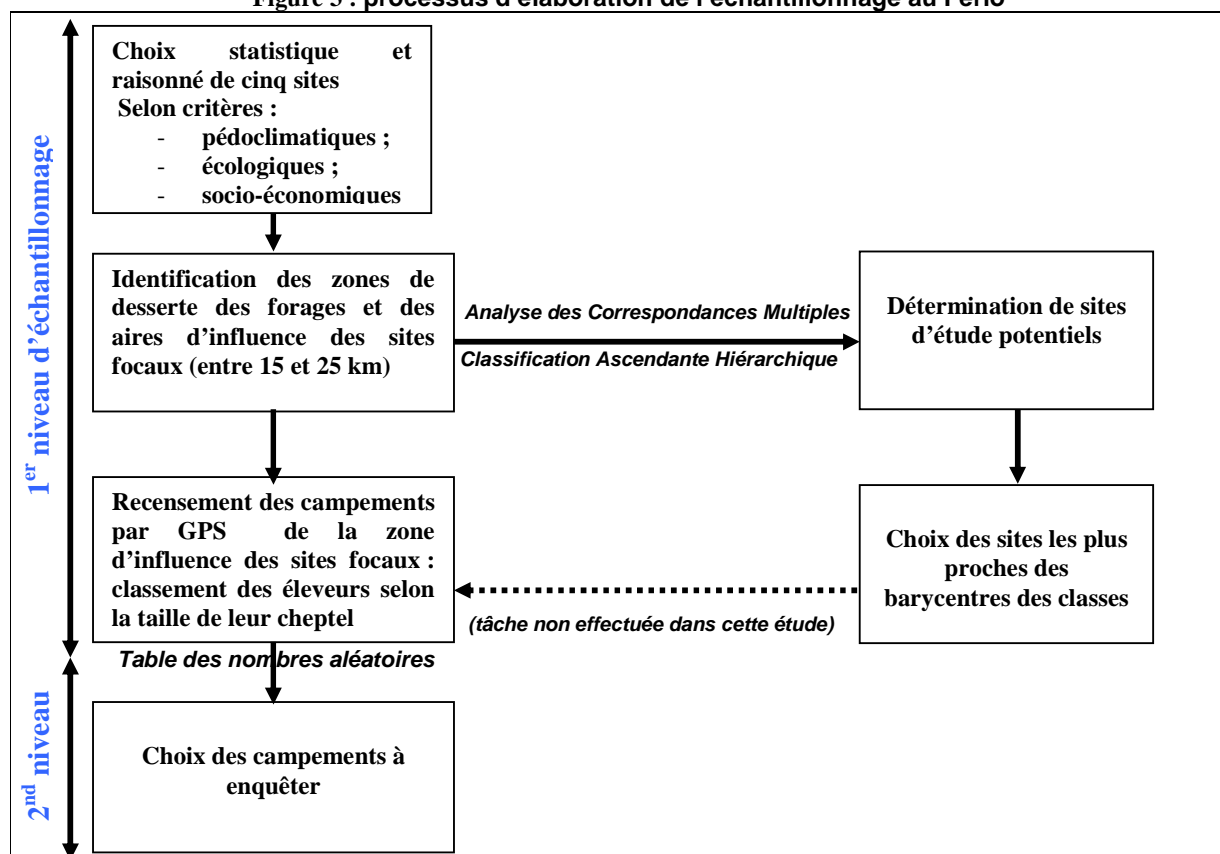 Figure 3 : processus d'élaboration de l'échantillonnage au Ferlo
Choix statistique et
raisonné de cinq sites
Selon critères :
- pédoclimatiques ;
- écologiques ;
- socio-économiques
1er niveau d'échantillonnage
Identification des zones de
desserte des forages et des
aires d'influence des sites
focaux (entre 15 et 25 km)
Analyse des Correspondances Multiples
Classification Ascendante Hiérarchique
Détermination de sites
d'étude potentiels
Recensement des campements
par GPS de la zone
d'influence des sites focaux :
classement des éleveurs selon
la taille de leur cheptel
(tâche non effectuée dans cette étude)
Choix des sites les plus
proches des
barycentres des classes
Table des nombres aléatoires
2nd niveau
Choix des campements à
enquêter